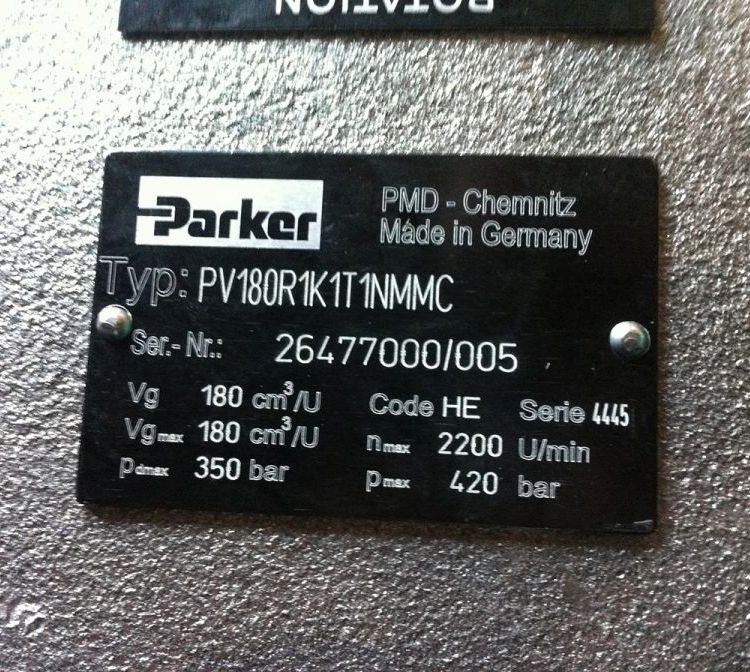 ROTATION
Parker
PMD - Chemnitz
Made in Germany
Typ: PV180R1K1T1NMMC
Ser.- Nr.: 26477000/005
Vg 180 cm³/U Code HE Serie 4445
Vgmax 180 cm³/U nmax 2200 U/min
pdmax 350 bar pmax 420 bar